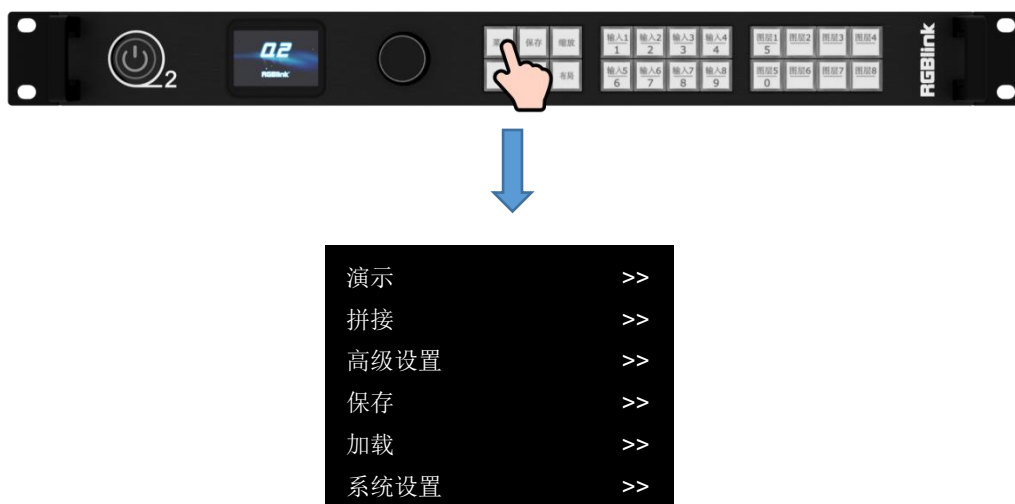 2
Q2
RGBlink
保存 缩放
布局
输入1 输入2 输入3 输入4
1 2 3 4
输入5 输入6 输入7 输入8
6 7 8 9
图层1 图层2 图层3 图层4
5
图层5 图层6 图层7 图层8
0
RGBlink
演示 >>
拼接 >>
高级设置 >>
保存 >>
加载 >>
系统设置 >>